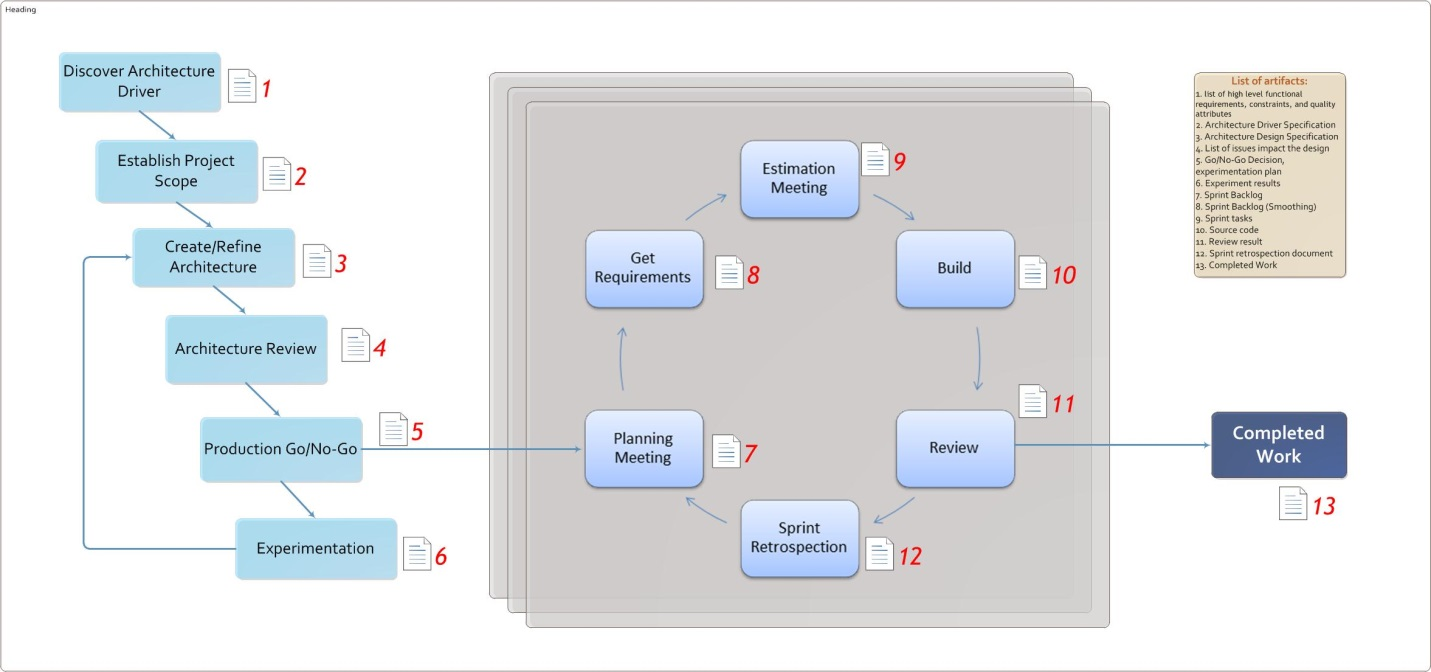 Heading
Discover Architecture
Driver
1
Establish Project
Scope
2
Create/Refine
Architecture
3
Architecture Review
4
Production Go/No-Go
5
Experimentation
6
Estimation
Meeting
9
Get
Requirements
8
Build
10
Planning
Meeting
7
Review
11
Sprint
Retrospection
12
Completed
Work
13
List of artifacts:
1. list of high level functional
requirements, constraints, and quality
attributes
2. Architecture Driver Specification
3. Architecture Design Specification
4. List of issues impact the design
5. Go/No-Go Decision,
experimentation plan
6. Experiment results
7. Sprint Backlog
8. Sprint Backlog (Smoothing)
9. Sprint tasks
10. Source code
11. Review result
12. Sprint retrospection document
13. Completed Work